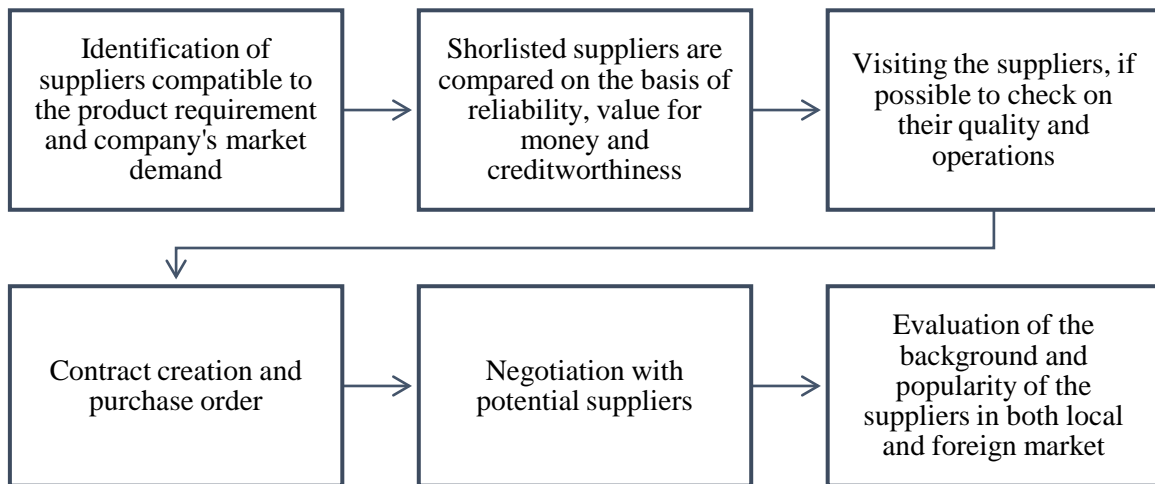 Identification of
suppliers compatible to
the product requirement
and company's market
demand
Shorlisted suppliers are
compared on the basis of
reliability, value for
money and
creditworthiness
Visiting the suppliers, if
possible to check on
their quality and
operations
Contract creation and
purchase order
Negotiation with
potential suppliers
Evaluation of the
background and
popularity of the
suppliers in both local
and foreign market